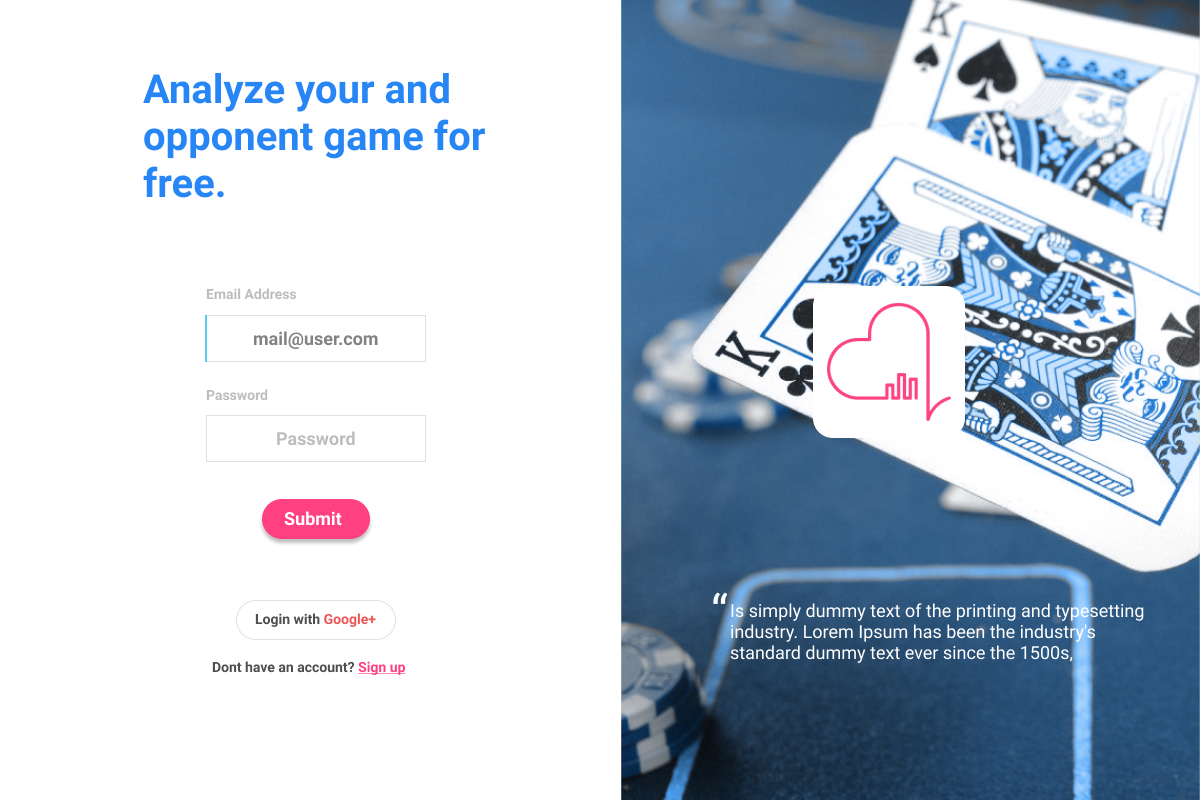 Analyze your and
opponent game for
free.
Email Address
mail@user.com
Password
Password
Submit
Login with Google+
Dont have an account? Sign up
K
K
“ Is simply dummy text of the printing and typesetting
industry. Lorem Ipsum has been the industry's
standard dummy text ever since the 1500s,